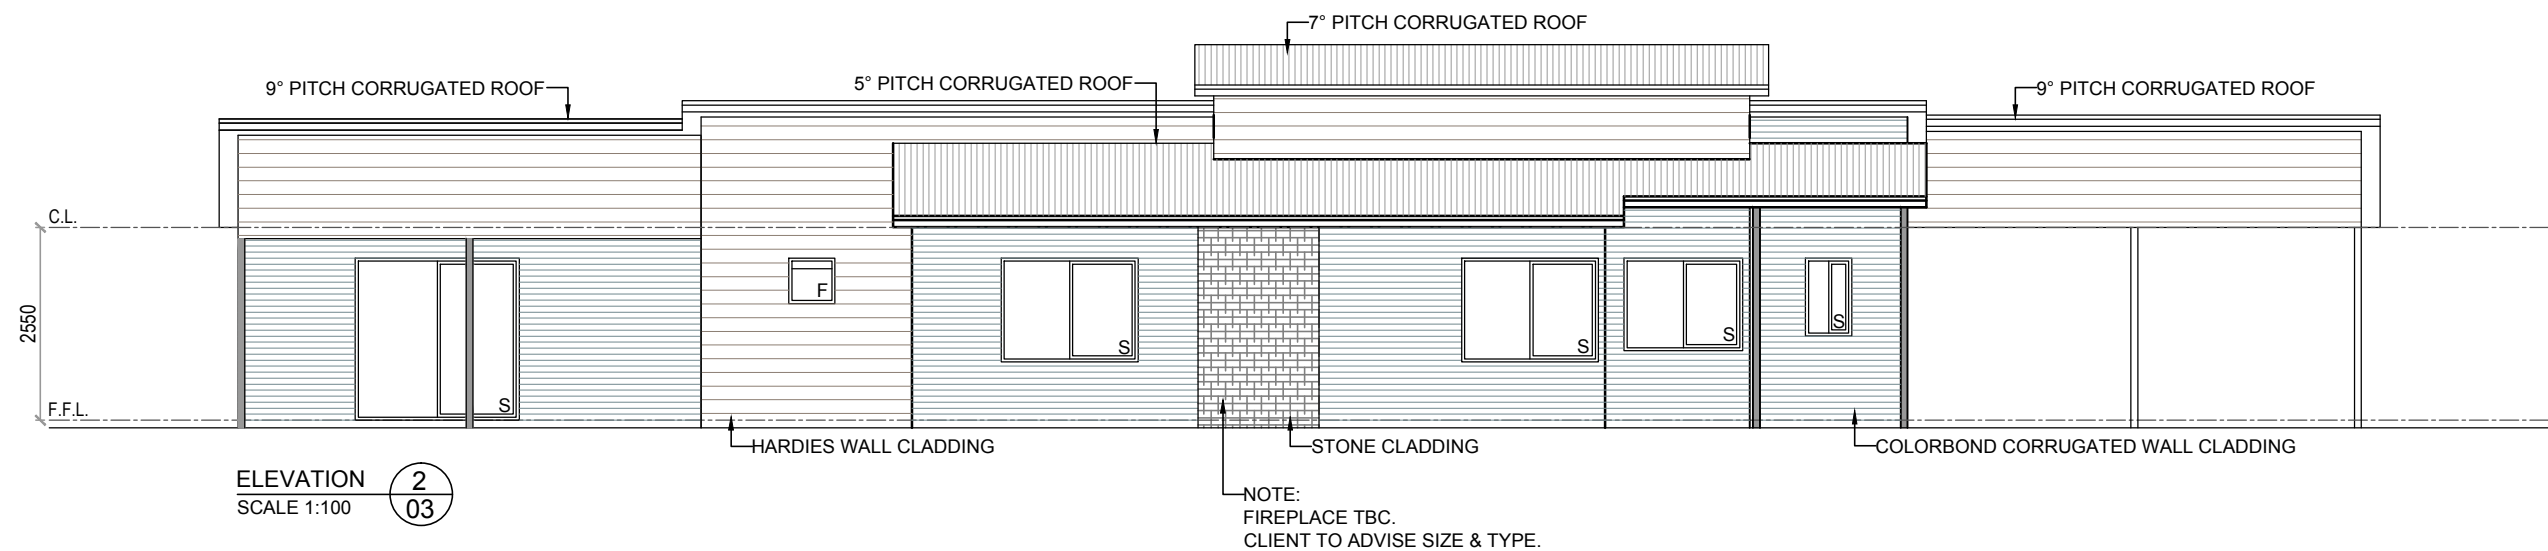 7° PITCH CORRUGATED ROOF
9° PITCH CORRUGATED ROOF
5° PITCH CORRUGATED ROOF
9° PITCH CORRUGATED ROOF
C.L.
2550
F
S
S
S
S
S
F.F.L.
HARDIES WALL CLADDING
STONE CLADDING
COLORBOND CORRUGATED WALL CLADDING
ELEVATION 2
SCALE 1:100 03
NOTE:
FIREPLACE TBC.
CLIENT TO ADVISE SIZE & TYPE.